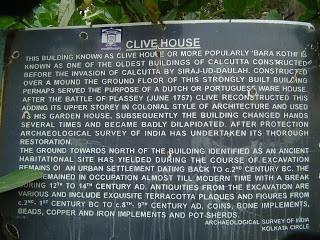 CLIVE HOUSE
THIS BUILDING KNOWN AS CLIVE HOUSE OR MORE POPULARLY 'BARA KOTHI' IS
KNOWN AS ONE OF THE OLDEST BUILDINGS OF CALCUTTA CONSTRUCTED
BEFORE THE INVASION OF CALCUTTA BY SIRAJ-UD-DAULAH. CONSTRUCTED
OVER A MOUND THE GROUND FLOOR OF THIS STRONGLY BUILT BUILDING
PERHAPS SERVED THE PURPOSE OF A DUTCH OR PORTUGUESE WARE HOUSE.
AFTER THE BATTLE OF PLASSEY (JUNE 1757) CLIVE RECONSTRUCTED THIS
ADDING ITS UPPER STOREY IN COLONIAL STYLE OF ARCHITECTURE AND USED
AS HIS GARDEN HOUSE. SUBSEQUENTLY THE BUILDING CHANGED HANDS
SEVERAL TIMES AND BECAME BADLY DILAPIDATED. AFTER PROTECTION
ARCHAEOLOGICAL SURVEY OF INDIA HAS UNDERTAKEN ITS THOROUGH
RESTORATION.
THE GROUND TOWARDS NORTH OF THE BUILDING IDENTIFIED AS AN ANCIENT
HABITATIONAL SITE HAS YIELDED DURING THE COURSE OF EXCAVATION
REMAINS OF AN URBAN SETTLEMENT DATING BACK TO c.2ND CENTURY BC. THE
REMAINED IN OCCUPATION ALMOST TILL MODERN TIME WITH A BREAK
DURING 12TH TO 14TH CENTURY AD. ANTIQUITIES FROM THE EXCAVATION ARE
VARIOUS AND INCLUDE EXQUISITE TERRACOTTA PLAQUES AND FIGURES FROM
c.2ND, 1ST CENTURY BC TO c.8TH, 9TH CENTURY AD, COINS, BONE IMPLEMENTS,
BEADS, COPPER AND IRON IMPLEMENTS AND POT-SHERDS.
ARCHAEOLOGICAL SURVEY OF INDIA
KOLKATA CIRCLE